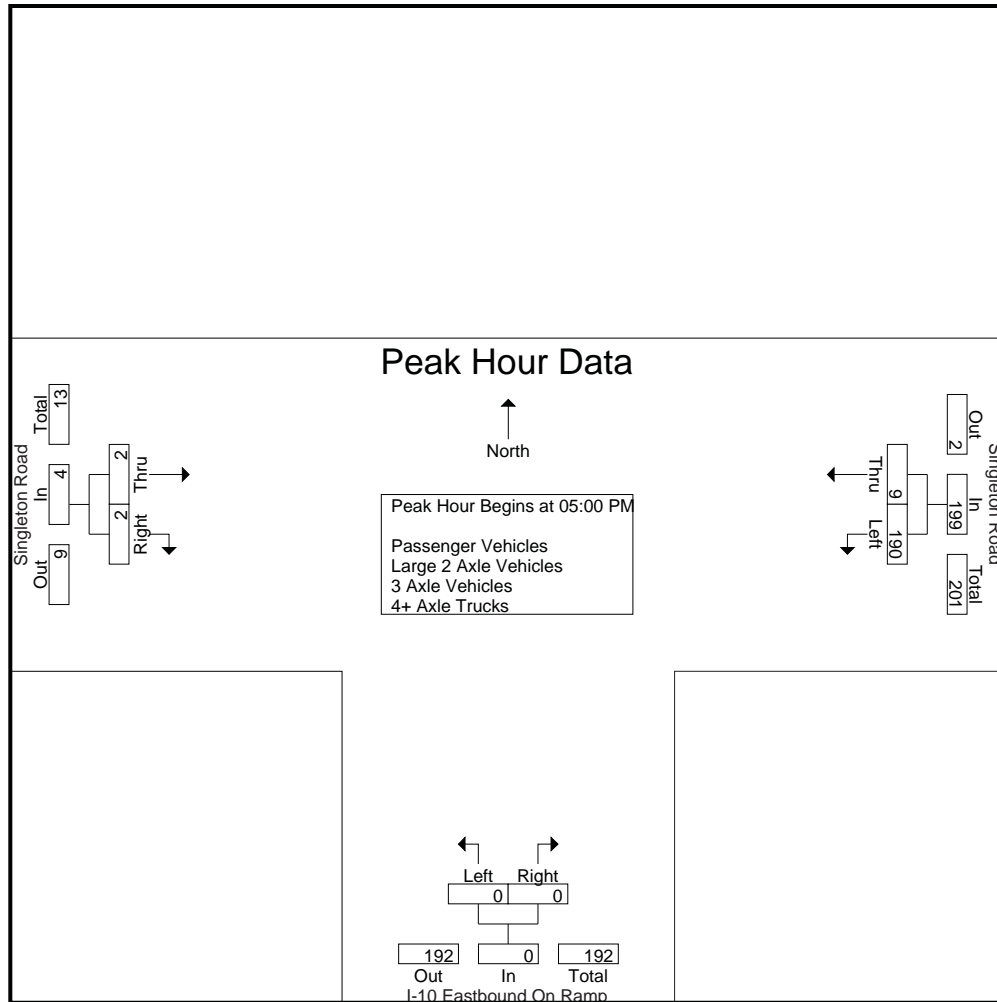 Peak Hour Data
North
Peak Hour Begins at 05:00 PM
Passenger Vehicles
Large 2 Axle Vehicles
3 Axle Vehicles
4+ Axle Trucks
Singleton Road
Total
13
In
4
Out
9
Thru
2
Right
2
Singleton Road
Out
2
In
199
Total
201
Thru
9
Left
190
Left
0
Right
0
192
0
192
Out
In
Total
I-10 Eastbound On Ramp